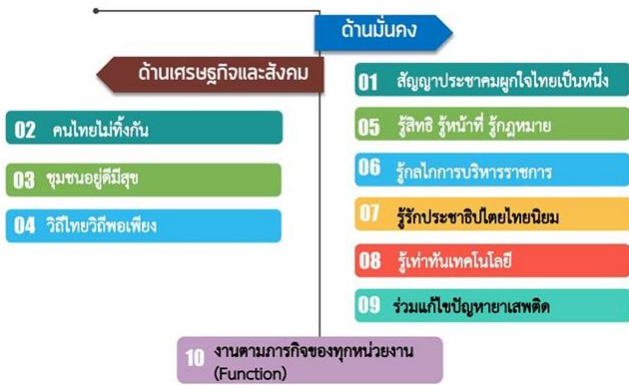 ด้านมั่นคง
ด้านเศรษฐกิจและสังคม
01 สัญญาประชาคมผูกใจไทยเป็นหนึ่ง
02 คนไทยไม่ทิ้งกัน
05 รู้สิทธิ รู้หน้าที่ รู้กฎหมาย
03 ชุมชนอยู่ดีมีสุข
06 รู้กลไกการบริหารราชการ
04 วิถีไทยวิถีพอเพียง
07 รู้รักประชาธิปไตยไทยนิยม
08 รู้เท่าทันเทคโนโลยี
09 ร่วมแก้ไขปัญหายาเสพติด
10 งานตามภารกิจของทุกหน่วยงาน
(Function)